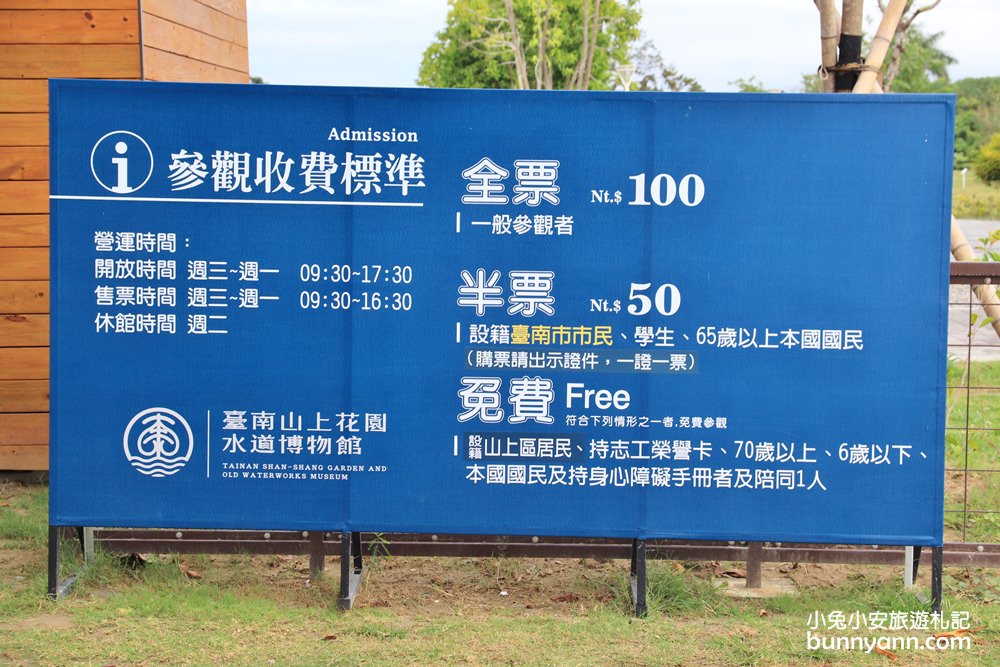 Admission
參觀收費標準
營運時間：
開放時間 週三~週一 09:30~17:30
售票時間 週三~週一 09:30~16:30
休館時間 週二
臺南山上花園
水道博物館
TAINAN SHAN-SHANG GARDEN AND
OLD WATERWORKS MUSEUM
全票 Nt.$ 100
一般參觀者
半票 Nt.$ 50
設籍臺南市市民、學生、65歲以上本國國民
（購票請出示證件，一證一票）
免費 Free
符合下列情形之一者,免費參觀
設籍山上區居民、持志工榮譽卡、70歲以上、6歲以下、
本國國民及持身心障礙手冊者及陪同1人
小兔小安旅遊札記
bunnyann.com